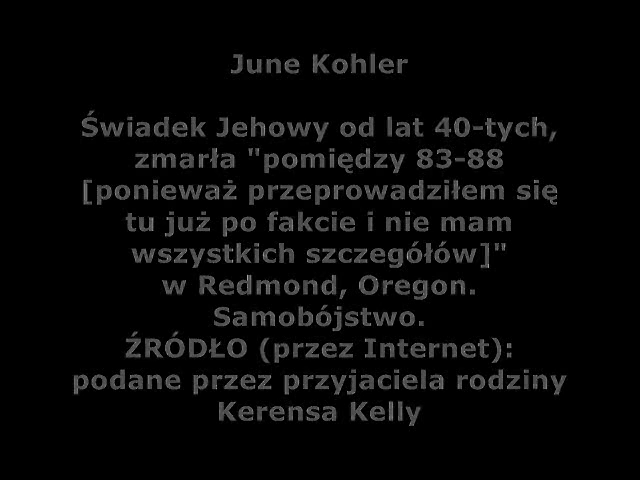 June Kohler
Świadek Jehowy od lat 40-tych,
zmarła "pomiędzy 83-88
[ponieważ przeprowadziłem się
tu już po fakcie i nie mam
wszystkich szczegółów]"
w Redmond, Oregon.
Samobójstwo.
ŹRÓDŁO (przez Internet):
podane przez przyjaciela rodziny
Kerensa Kelly